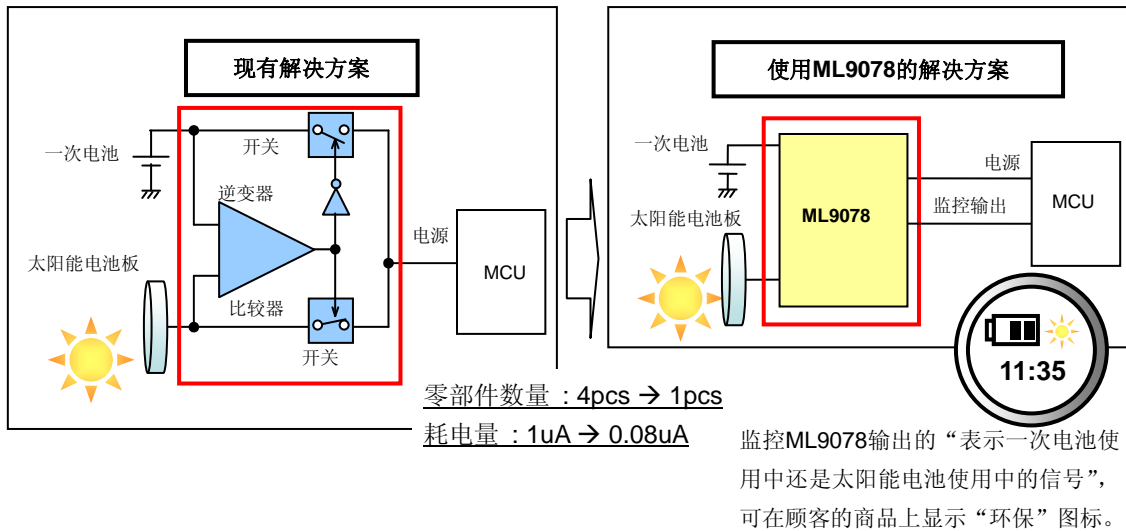 现有解决方案
一次电池
开关
逆变器
太阳能电池板
比较器
开关
电源
MCU
使用ML9078的解决方案
一次电池
太阳能电池板
ML9078
电源
监控输出
MCU
11:35
零部件数量 : 4pcs → 1pcs
耗电量 : 1uA → 0.08uA
监控ML9078输出的“表示一次电池使
用中还是太阳能电池使用中的信号”，
可在顾客的商品上显示“环保”图标。